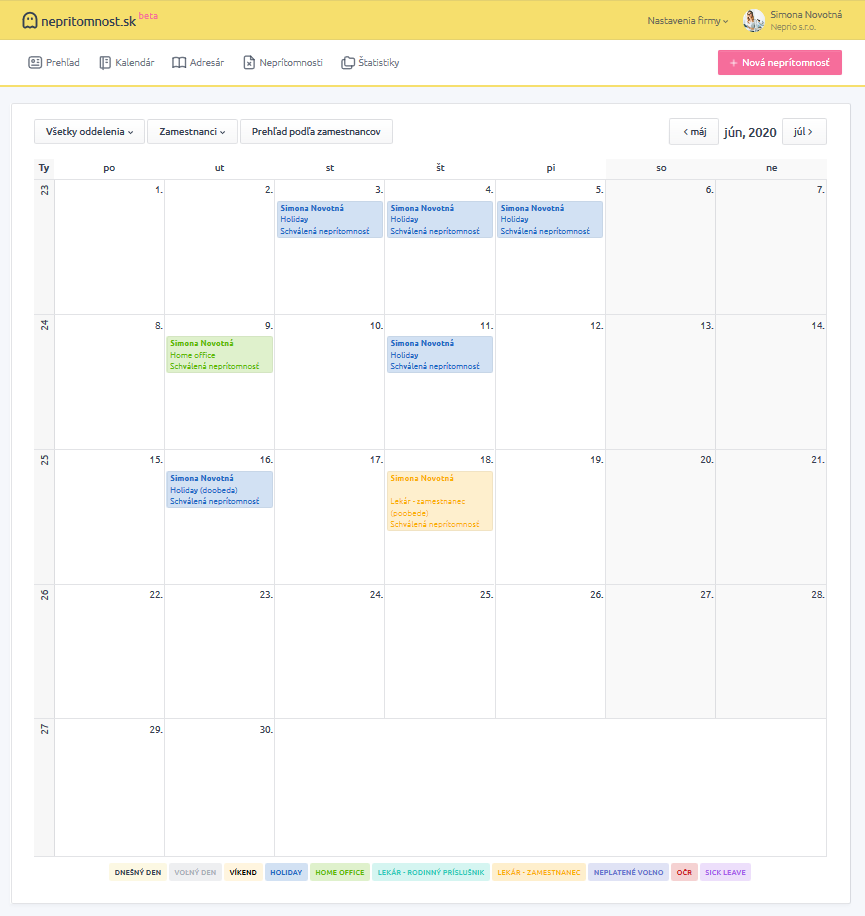 nepritomnost.sk beta
Nastavenia firmy
Simona Novotná
Neprio s.r.o.
Prehľad
Kalendár
Adresár
Neprítomnosti
Štatistiky
+ Nová neprítomnosť
Všetky oddelenia
Zamestnanci
Prehľad podľa zamestnancov
‹ máj
jún, 2020
júl ›
Ty po ut st št pi so ne
23 1. 2. 3. 4. 5. 6. 7.
Simona Novotná Simona Novotná Simona Novotná
Holiday Holiday Holiday
Schválená neprítomnosť Schválená neprítomnosť Schválená neprítomnosť
24 8. 9. 10. 11. 12. 13. 14.
Simona Novotná Simona Novotná
Home office Holiday
Schválená neprítomnosť Schválená neprítomnosť
25 15. 16. 17. 18. 19. 20. 21.
Simona Novotná Simona Novotná
Holiday (doobeda)
Schválená neprítomnosť Lekár - zamestnanec
(poobede)
Schválená neprítomnosť
26 22. 23. 24. 25. 26. 27. 28.
27 29. 30.
DNEŠNÝ DEN VOĽNÝ DEN VÍKEND HOLIDAY HOME OFFICE LEKÁR - RODINNÝ PRÍSLUŠNIK LEKÁR - ZAMESTNANEC NEPLATENÉ VOĽNO OČR SICK LEAVE